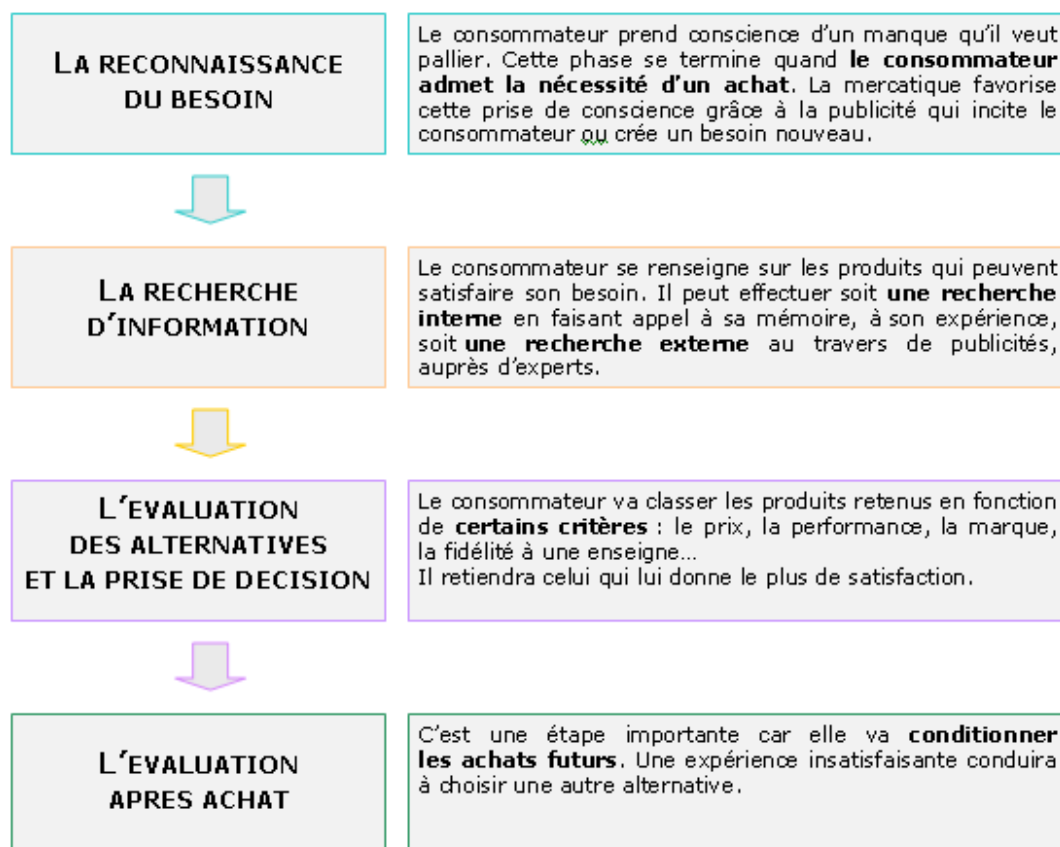 LA RECONNAISSANCE
DU BESOIN
Le consommateur prend conscience d'un manque qu'il veut
pallier. Cette phase se termine quand le consommateur
admet la nécessité d'un achat. La mercatique favorise
cette prise de conscience grâce à la publicité qui incite le
consommateur ou crée un besoin nouveau.
LA RECHERCHE
D'INFORMATION
Le consommateur se renseigne sur les produits qui peuvent
satisfaire son besoin. Il peut effectuer soit une recherche
interne en faisant appel à sa mémoire, à son expérience,
soit une recherche externe au travers de publicités,
auprès d'experts.
L'EVALUATION
DES ALTERNATIVES
ET LA PRISE DE DECISION
Le consommateur va classer les produits retenus en fonction
de certains critères : le prix, la performance, la marque,
la fidélité à une enseigne...
Il retiendra celui qui lui donne le plus de satisfaction.
L'EVALUATION
APRES ACHAT
C'est une étape importante car elle va conditionner
les achats futurs. Une expérience insatisfaisante conduira
à choisir une autre alternative.